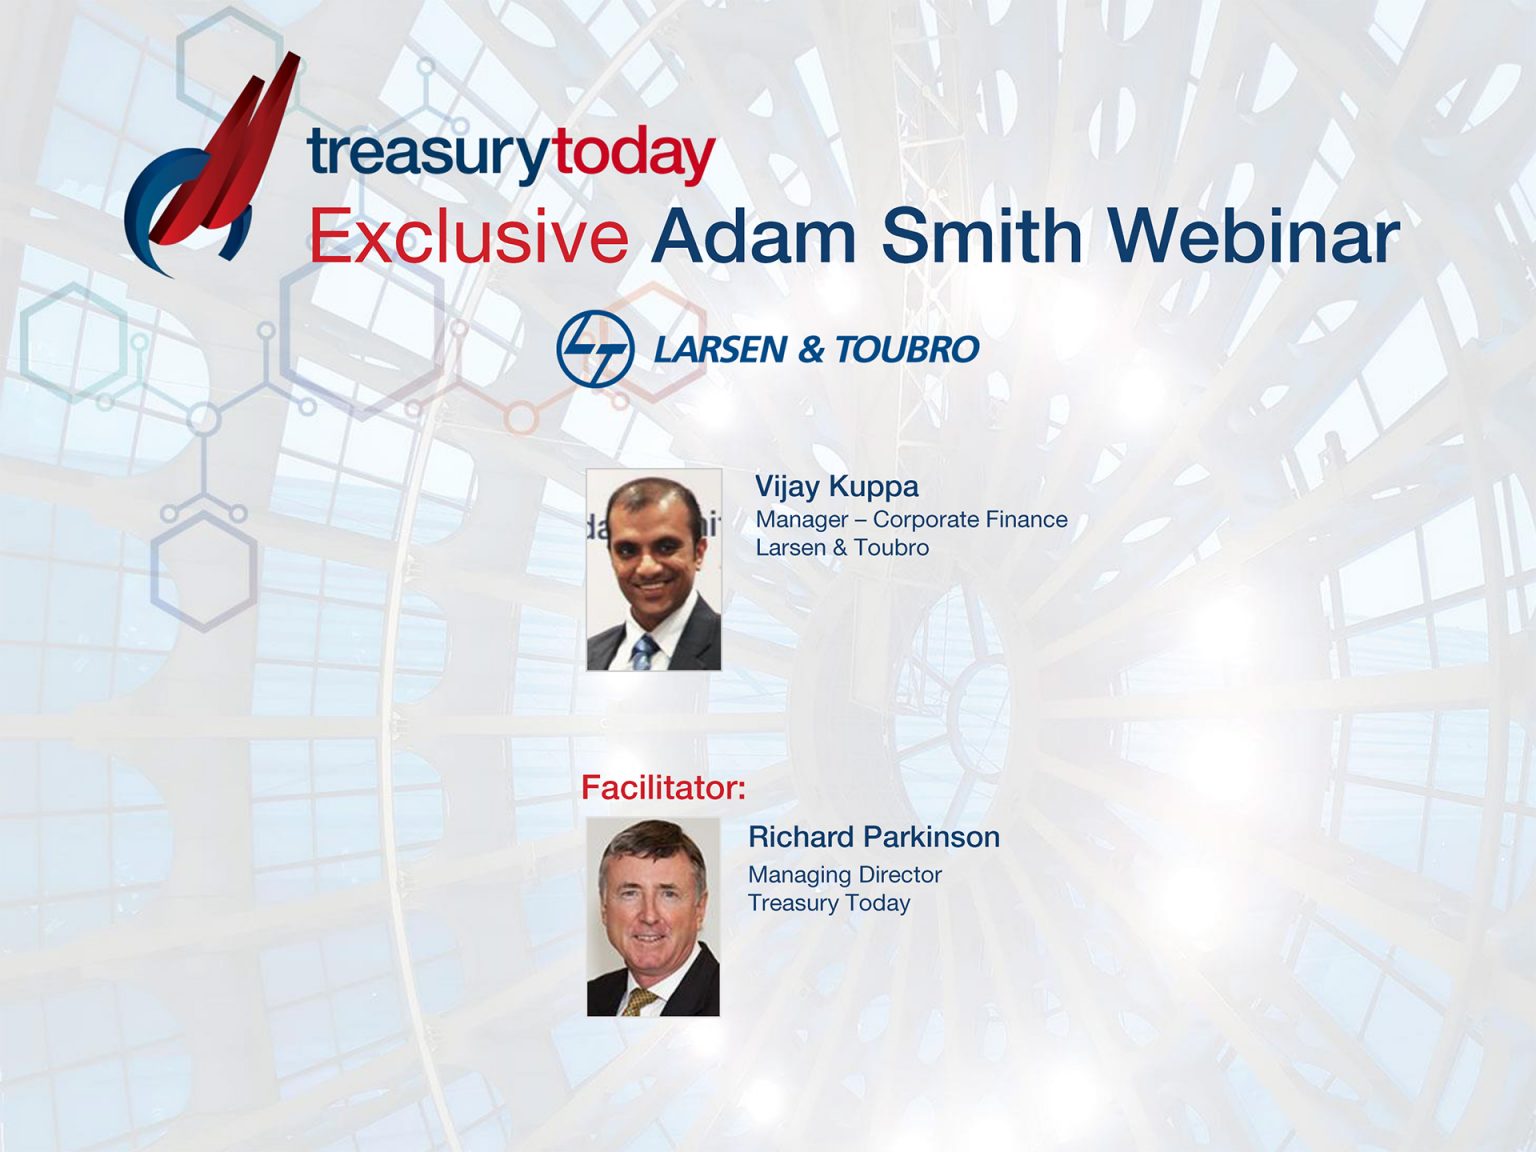 treasurytoday
Exclusive Adam Smith Webinar
LT LARSEN & TOUBRO
Vijay Kuppa
Manager – Corporate Finance
Larsen & Toubro
Facilitator:
Richard Parkinson
Managing Director
Treasury Today